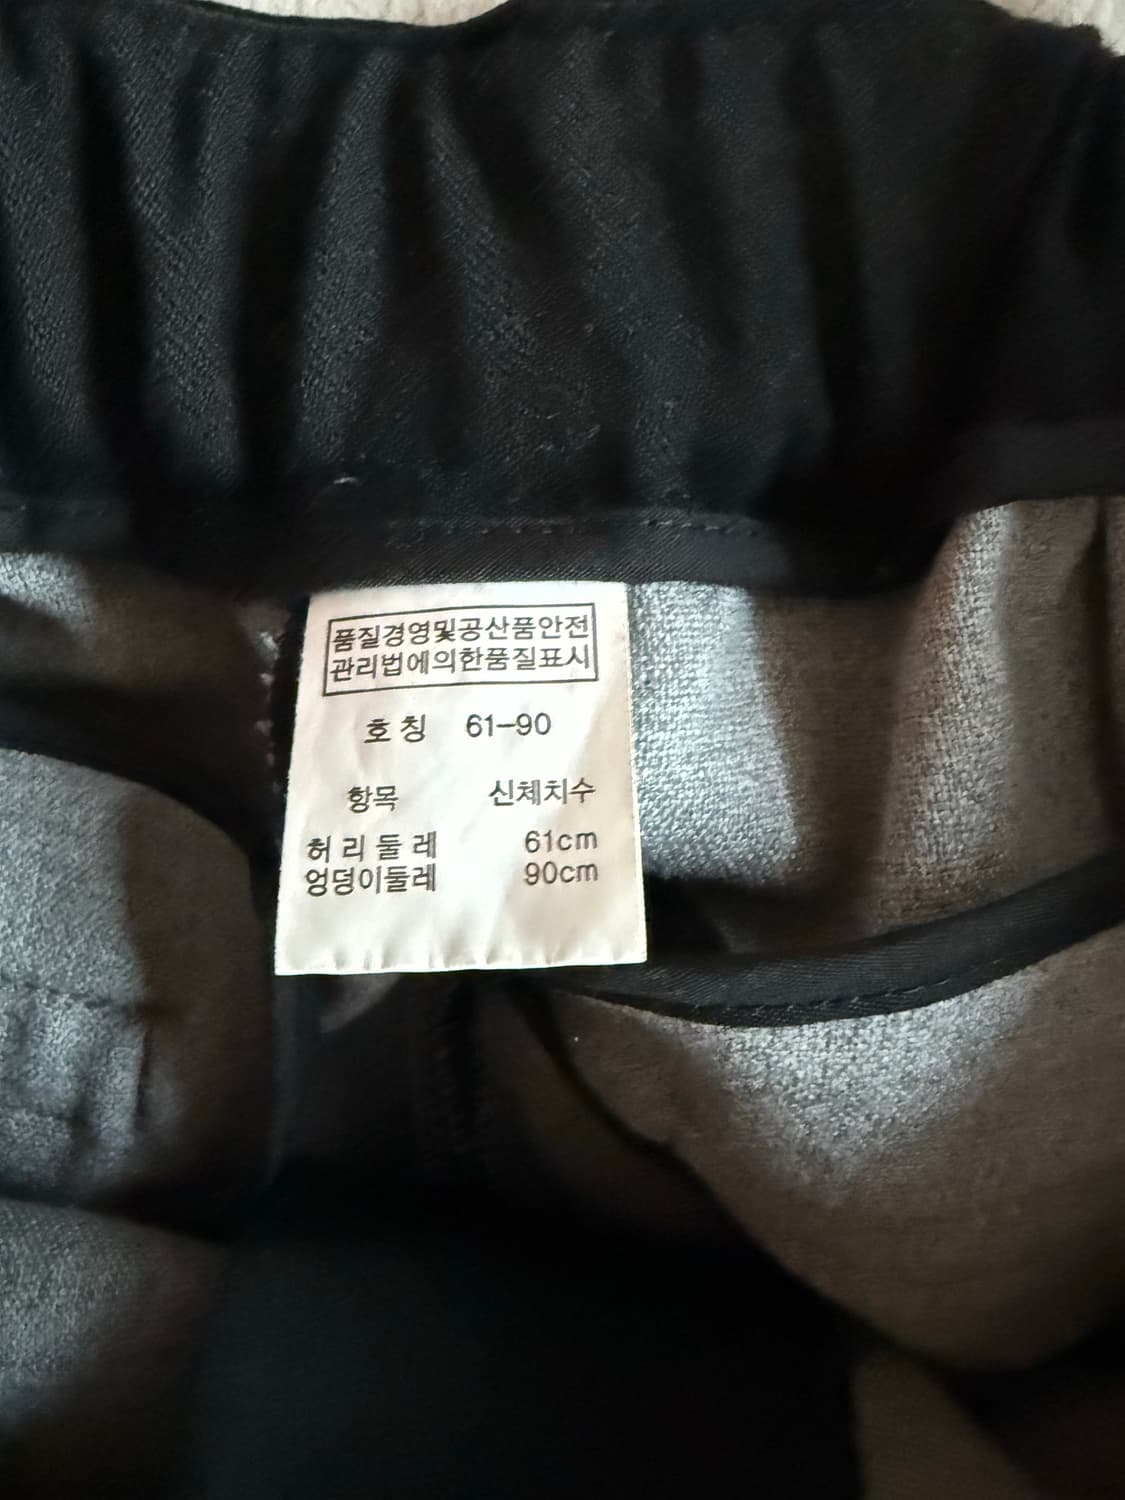 품질경영및공산품안전
관리법에의한품질표시
호칭 61-90
항목 신체치수
허리둘레 61cm
엉덩이둘레 90cm